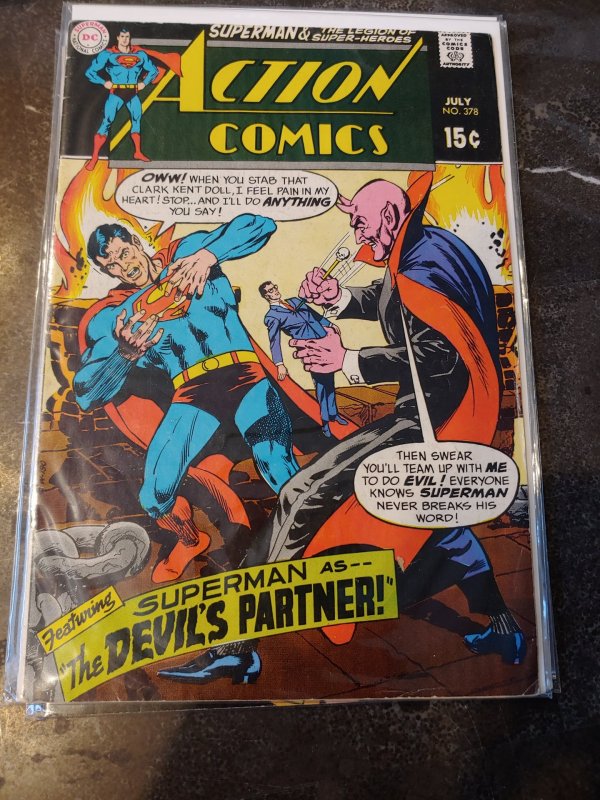 SUPERMAN
DC
NATIONAL COMICS
SUPERMAN & THE LEGION OF
SUPER-HEROES
APPROVED
BY THE
COMICS
CODE
AUTHORITY
ACTION
COMICS
JULY
NO. 378
15¢
OWW! WHEN YOU STAB THAT
CLARK KENT DOLL, I FEEL PAIN IN MY
HEART! STOP...AND I'LL DO ANYTHING
YOU SAY!
THEN SWEAR
YOU'LL TEAM UP WITH ME
TO DO EVIL! EVERYONE
KNOWS SUPERMAN
NEVER BREAKS HIS
WORD!
Featuring
SUPERMAN AS--
"The DEVIL'S PARTNER!"